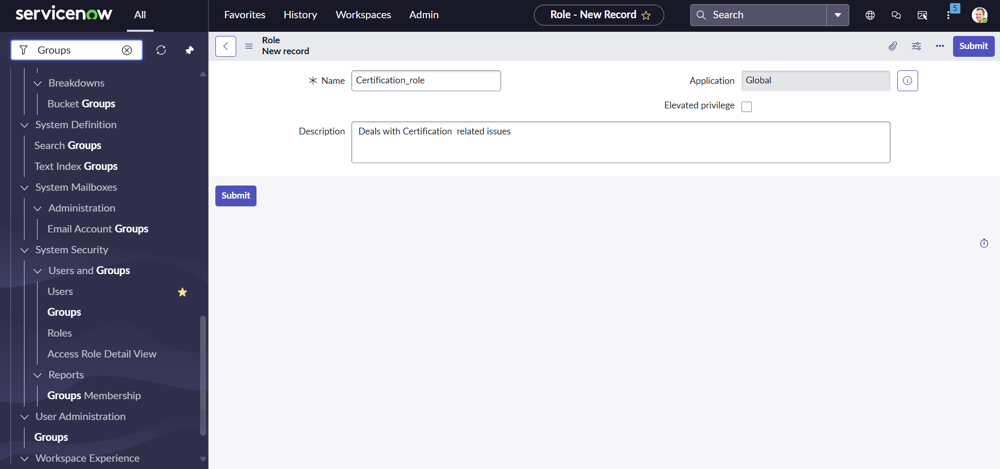 servicenow
All
Favorites
History
Workspaces
Admin
Role - New Record
Search
5
Groups
Role
New record
Submit
Breakdowns
Bucket Groups
System Definition
Search Groups
Text Index Groups
System Mailboxes
Administration
Email Account Groups
System Security
Users and Groups
Users
Groups
Roles
Access Role Detail View
Reports
Groups Membership
User Administration
Groups
Workspace Experience
Name
Certification_role
Application
Global
Elevated privilege
Description
Deals with Certification  related issues
Submit